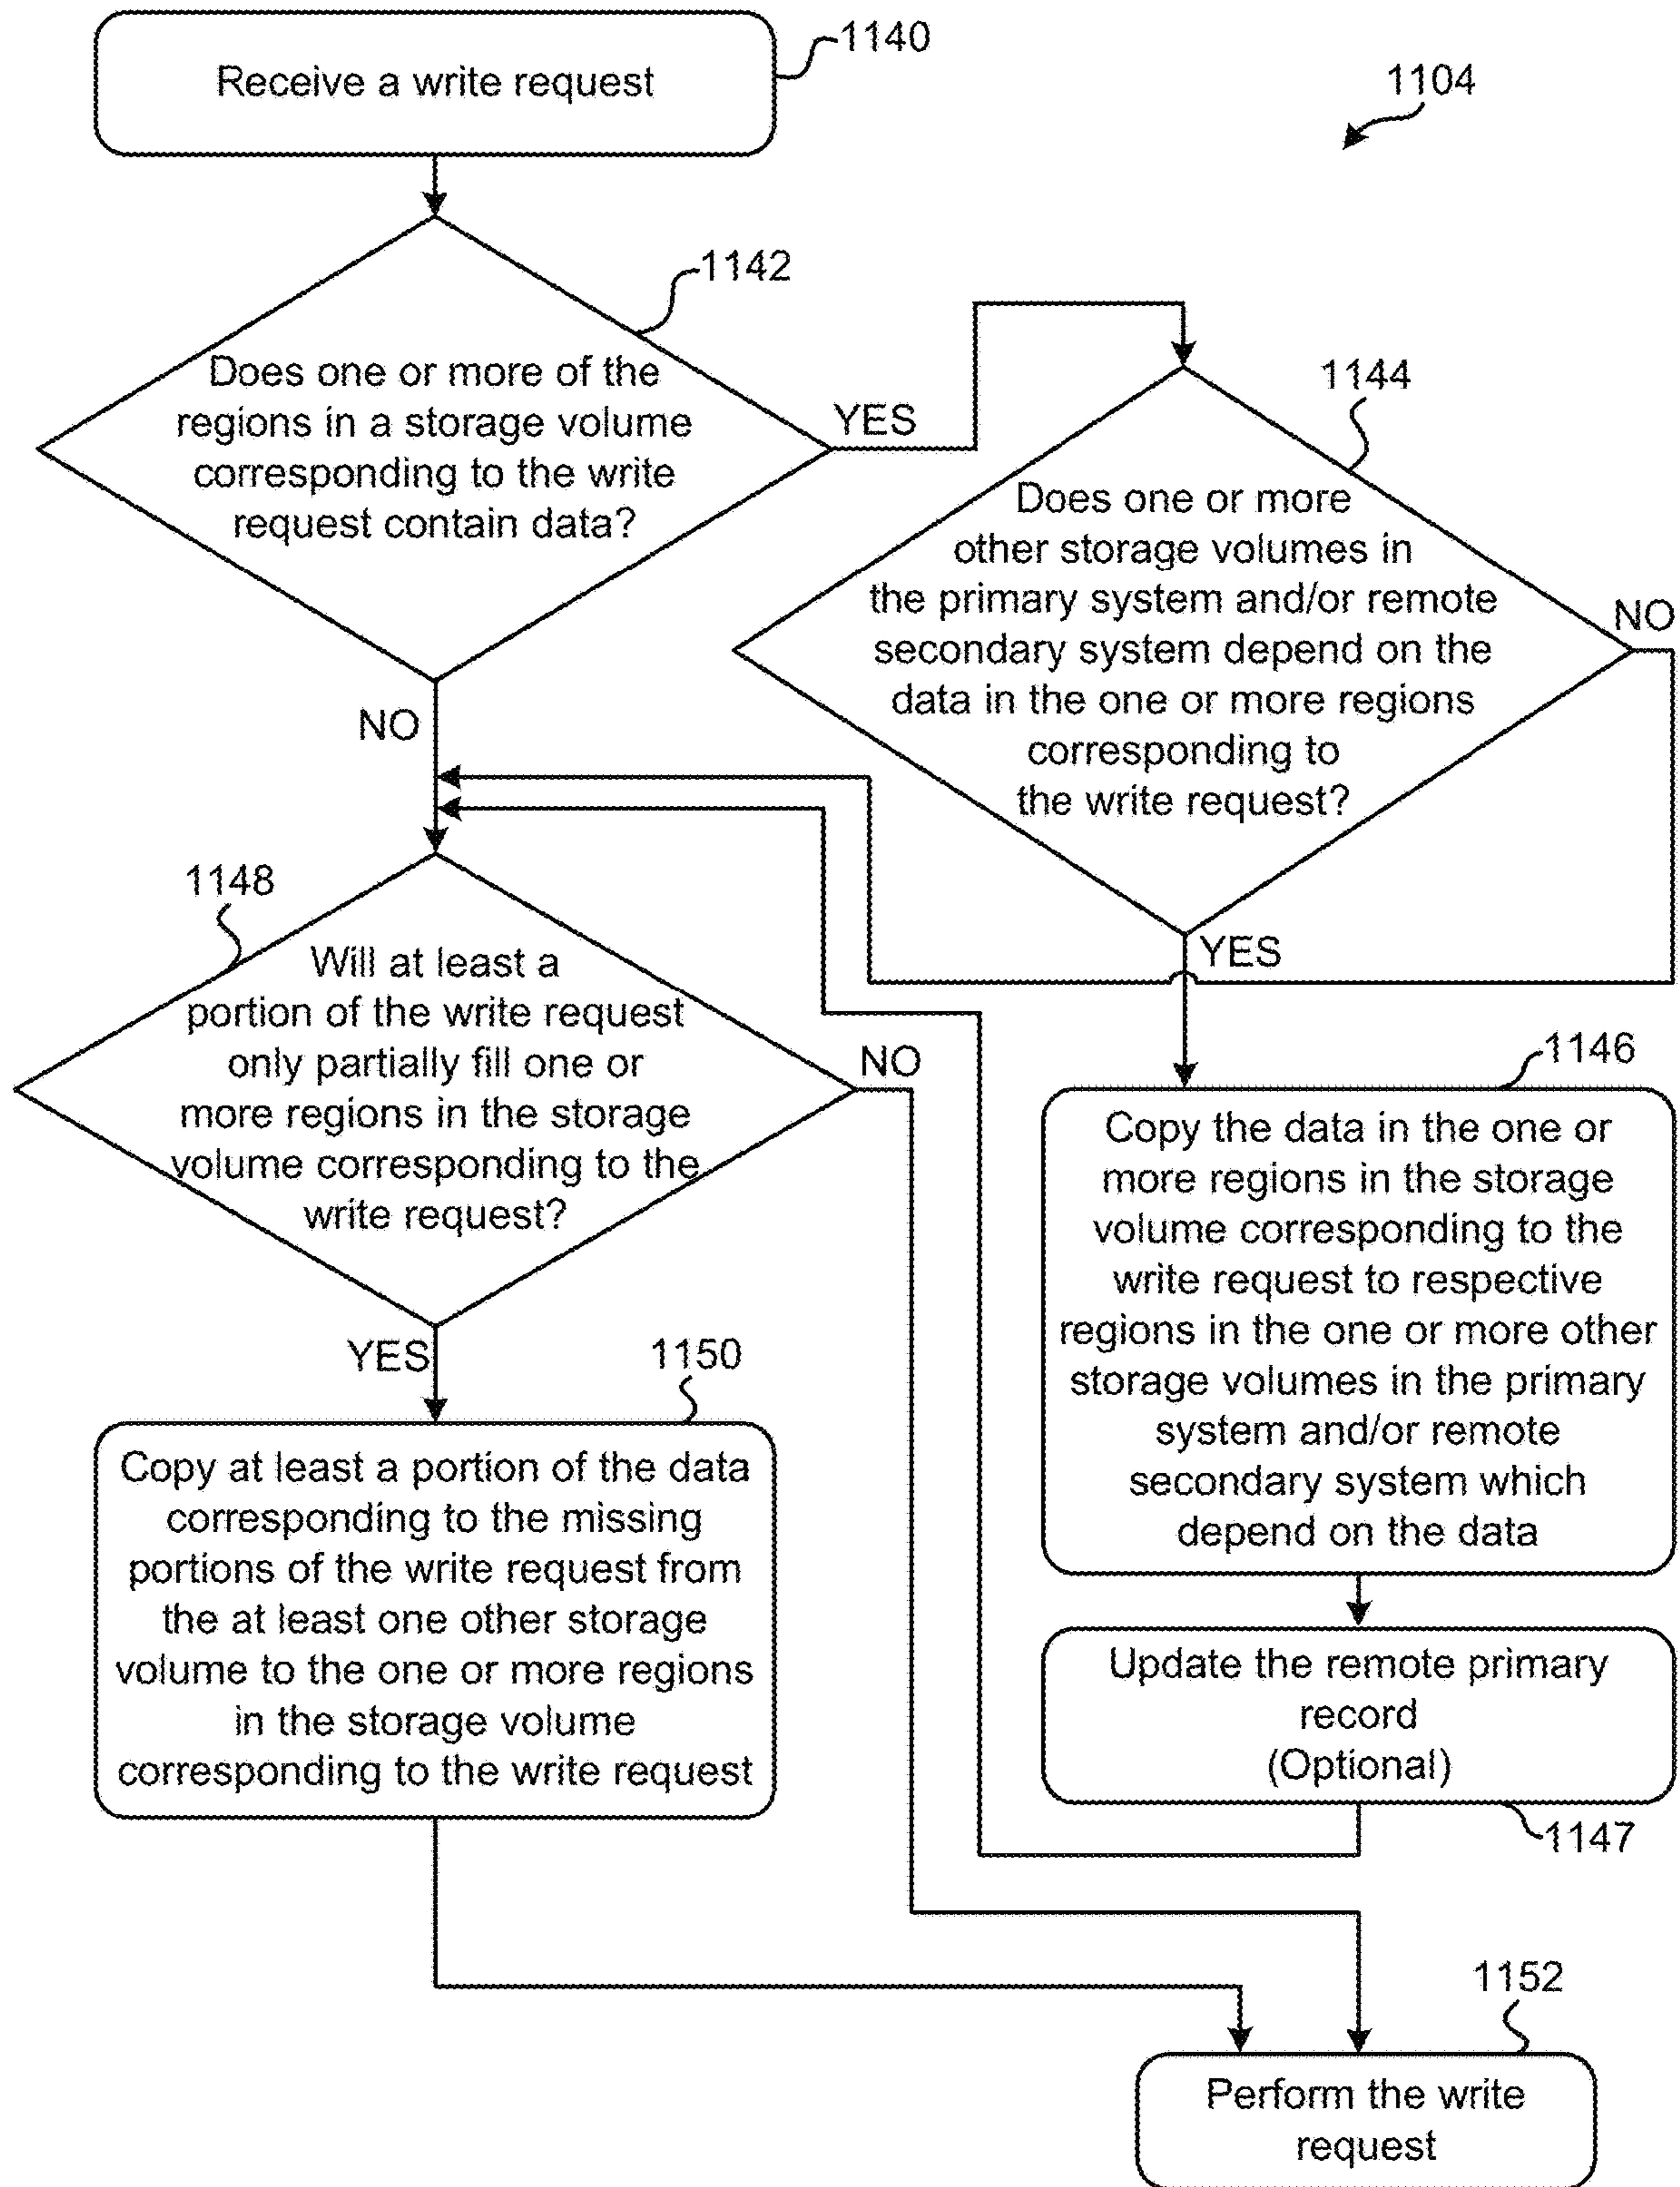 Receive a write request
1140
1104
1142
Does one or more of the
regions in a storage volume
corresponding to the write
request contain data?
YES
NO
1144
Does one or more
other storage volumes in
the primary system and/or remote
secondary system depend on the
data in the one or more regions
corresponding to
the write request?
NO
YES
1148
Will at least a
portion of the write request
only partially fill one or
more regions in the storage
volume corresponding to the
write request?
NO
YES
1146
Copy the data in the one or
more regions in the storage
volume corresponding to the
write request to respective
regions in the one or more other
storage volumes in the primary
system and/or remote
secondary system which
depend on the data
1150
Copy at least a portion of the data
corresponding to the missing
portions of the write request from
the at least one other storage
volume to the one or more regions
in the storage volume
corresponding to the write request
Update the remote primary
record
(Optional)
1147
1152
Perform the write
request